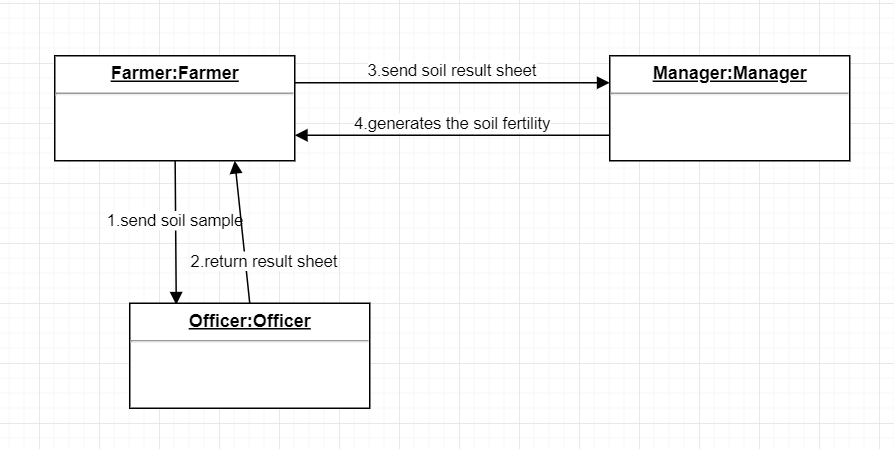 Farmer:Farmer
3.send soil result sheet
Manager:Manager
4.generates the soil fertility
1.send soil sample
2.return result sheet
Officer:Officer